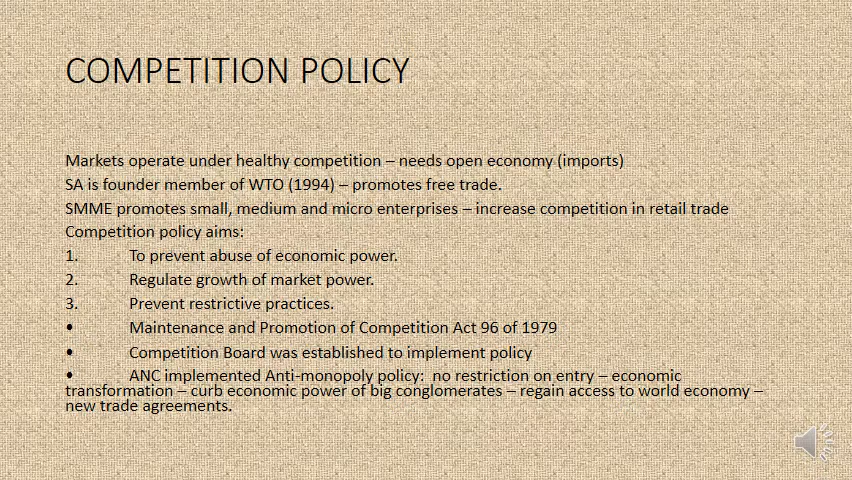 COMPETITION POLICY
Markets operate under healthy competition – needs open economy (imports)
SA is founder member of WTO (1994) – promotes free trade.
SMME promotes small, medium and micro enterprises – increase competition in retail trade
Competition policy aims:
1. To prevent abuse of economic power.
2. Regulate growth of market power.
3. Prevent restrictive practices.
• Maintenance and Promotion of Competition Act 96 of 1979
• Competition Board was established to implement policy
• ANC implemented Anti-monopoly policy: no restriction on entry – economic
transformation – curb economic power of big conglomerates – regain access to world economy –
new trade agreements.